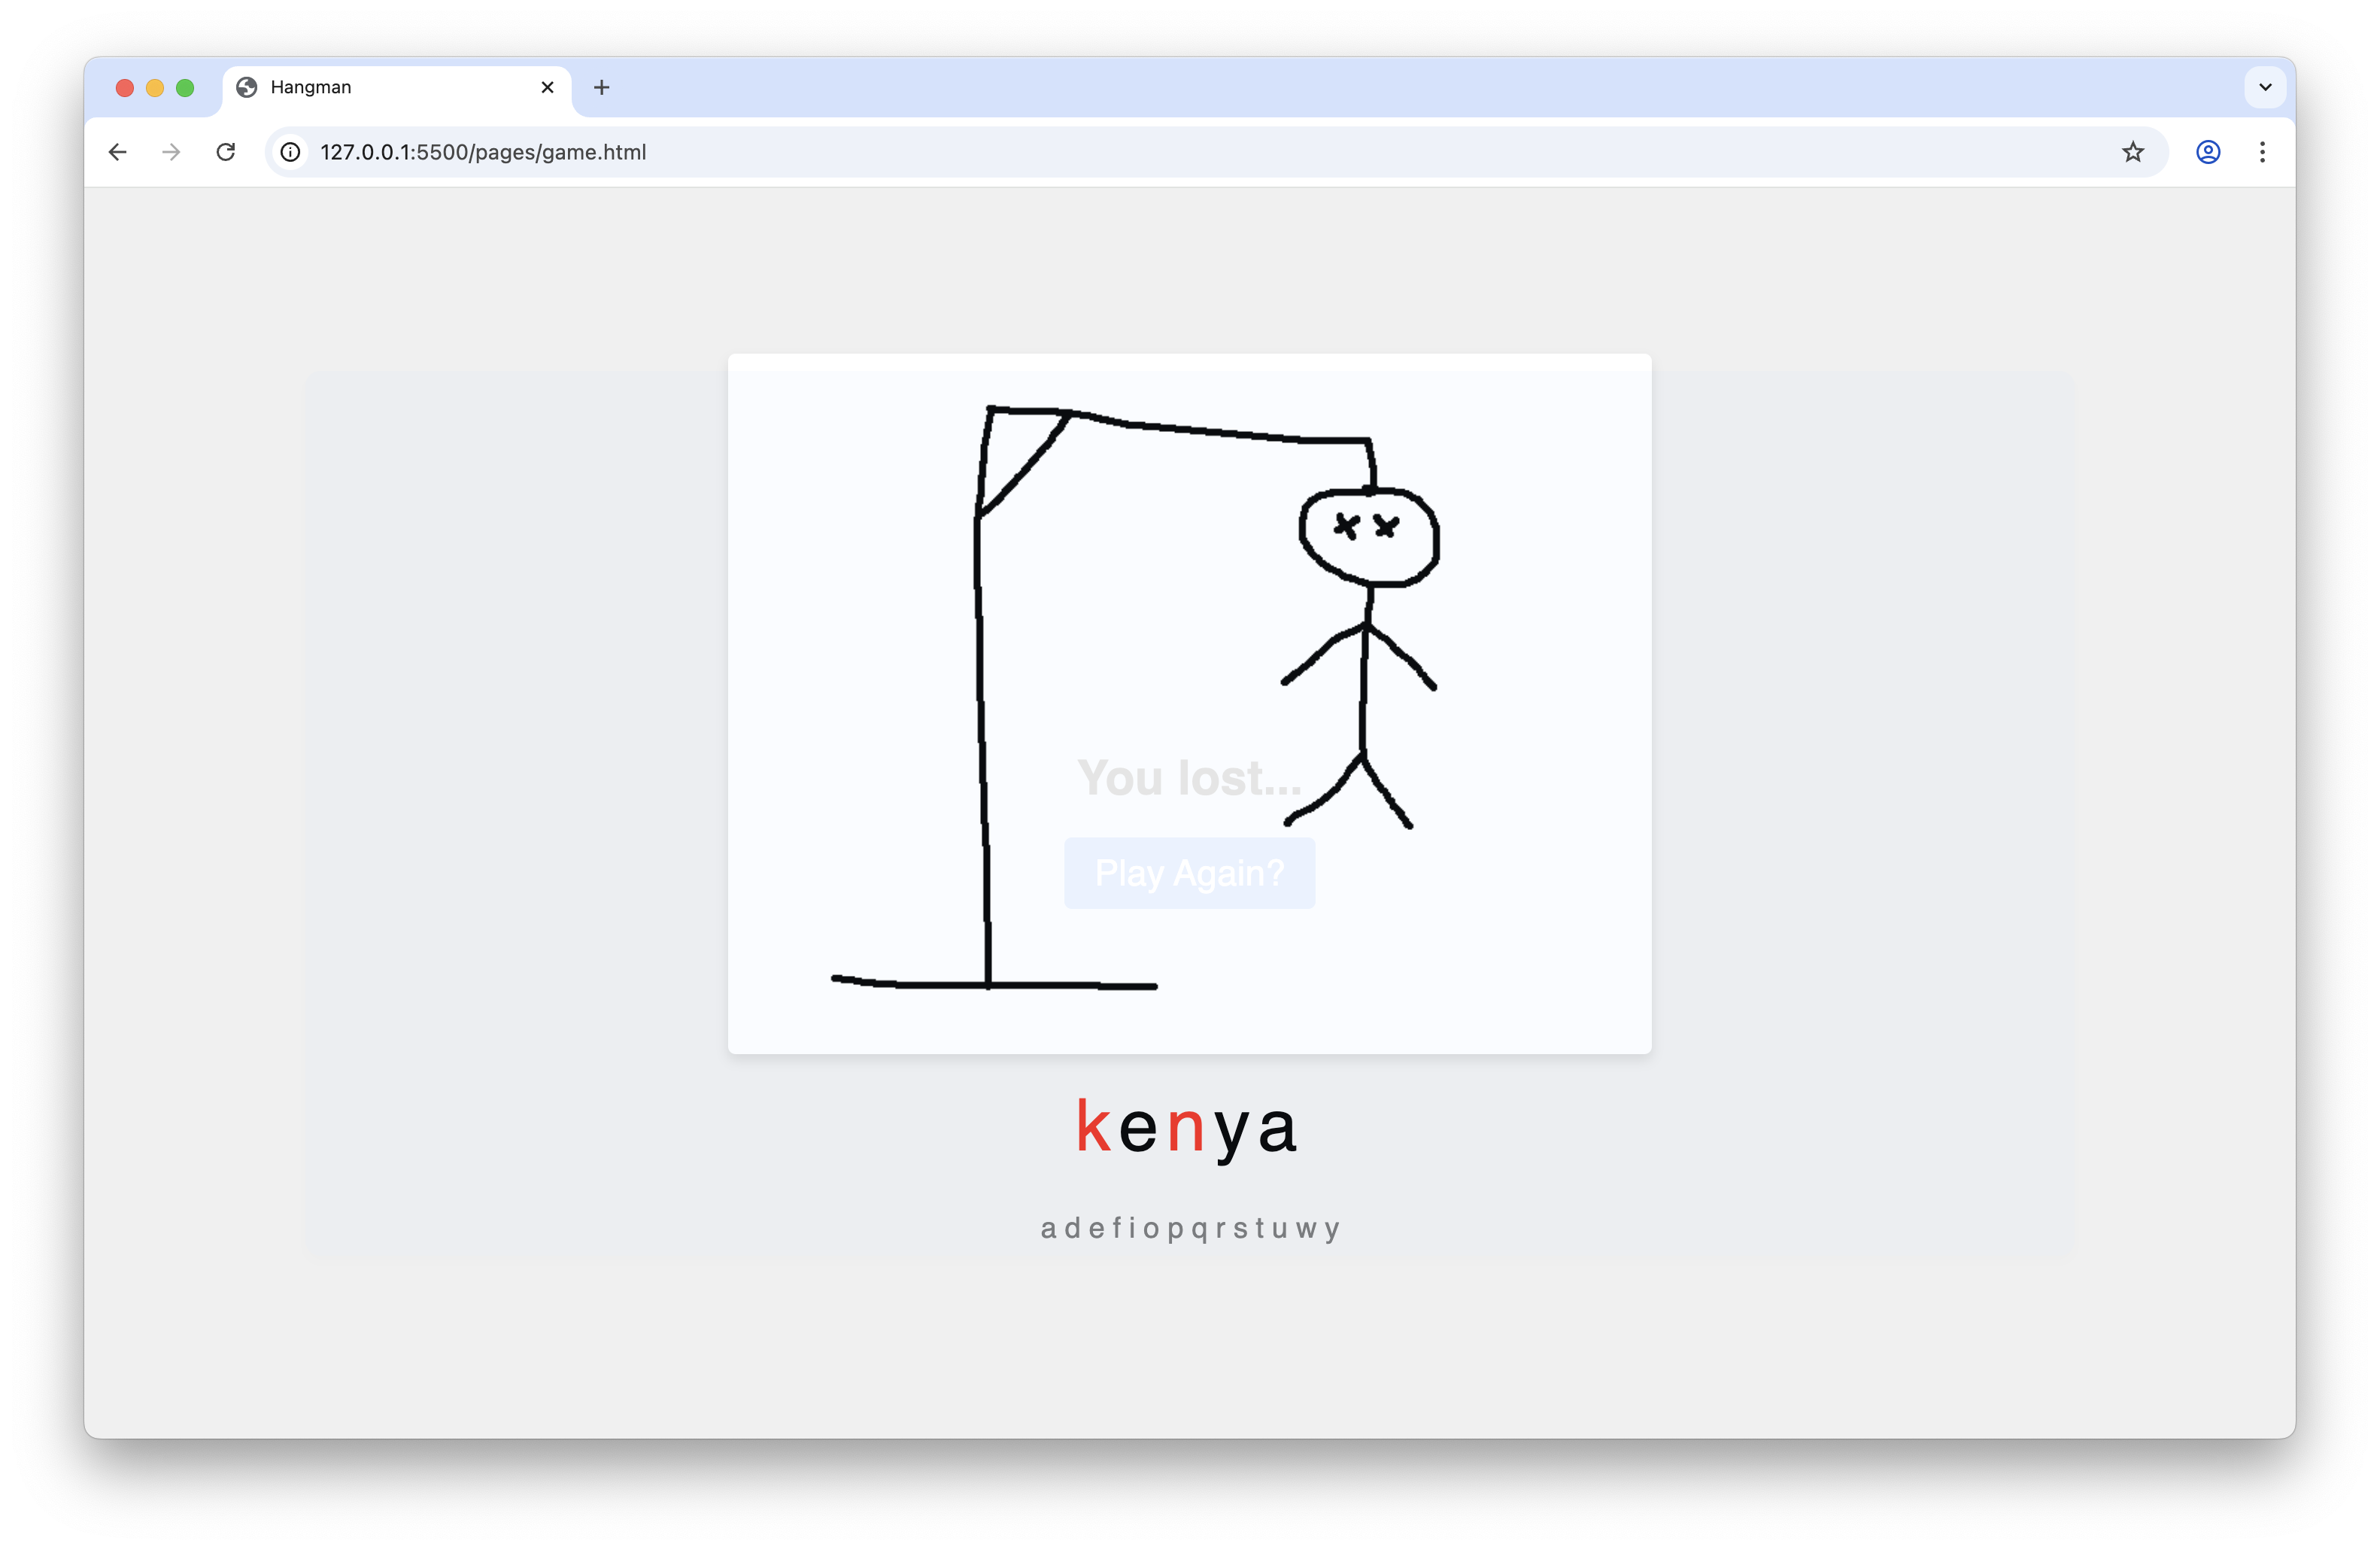 Hangman
127.0.0.1:5500/pages/game.html
You lost...
Play Again?
kenya
a d e f i o p q r s t u w y